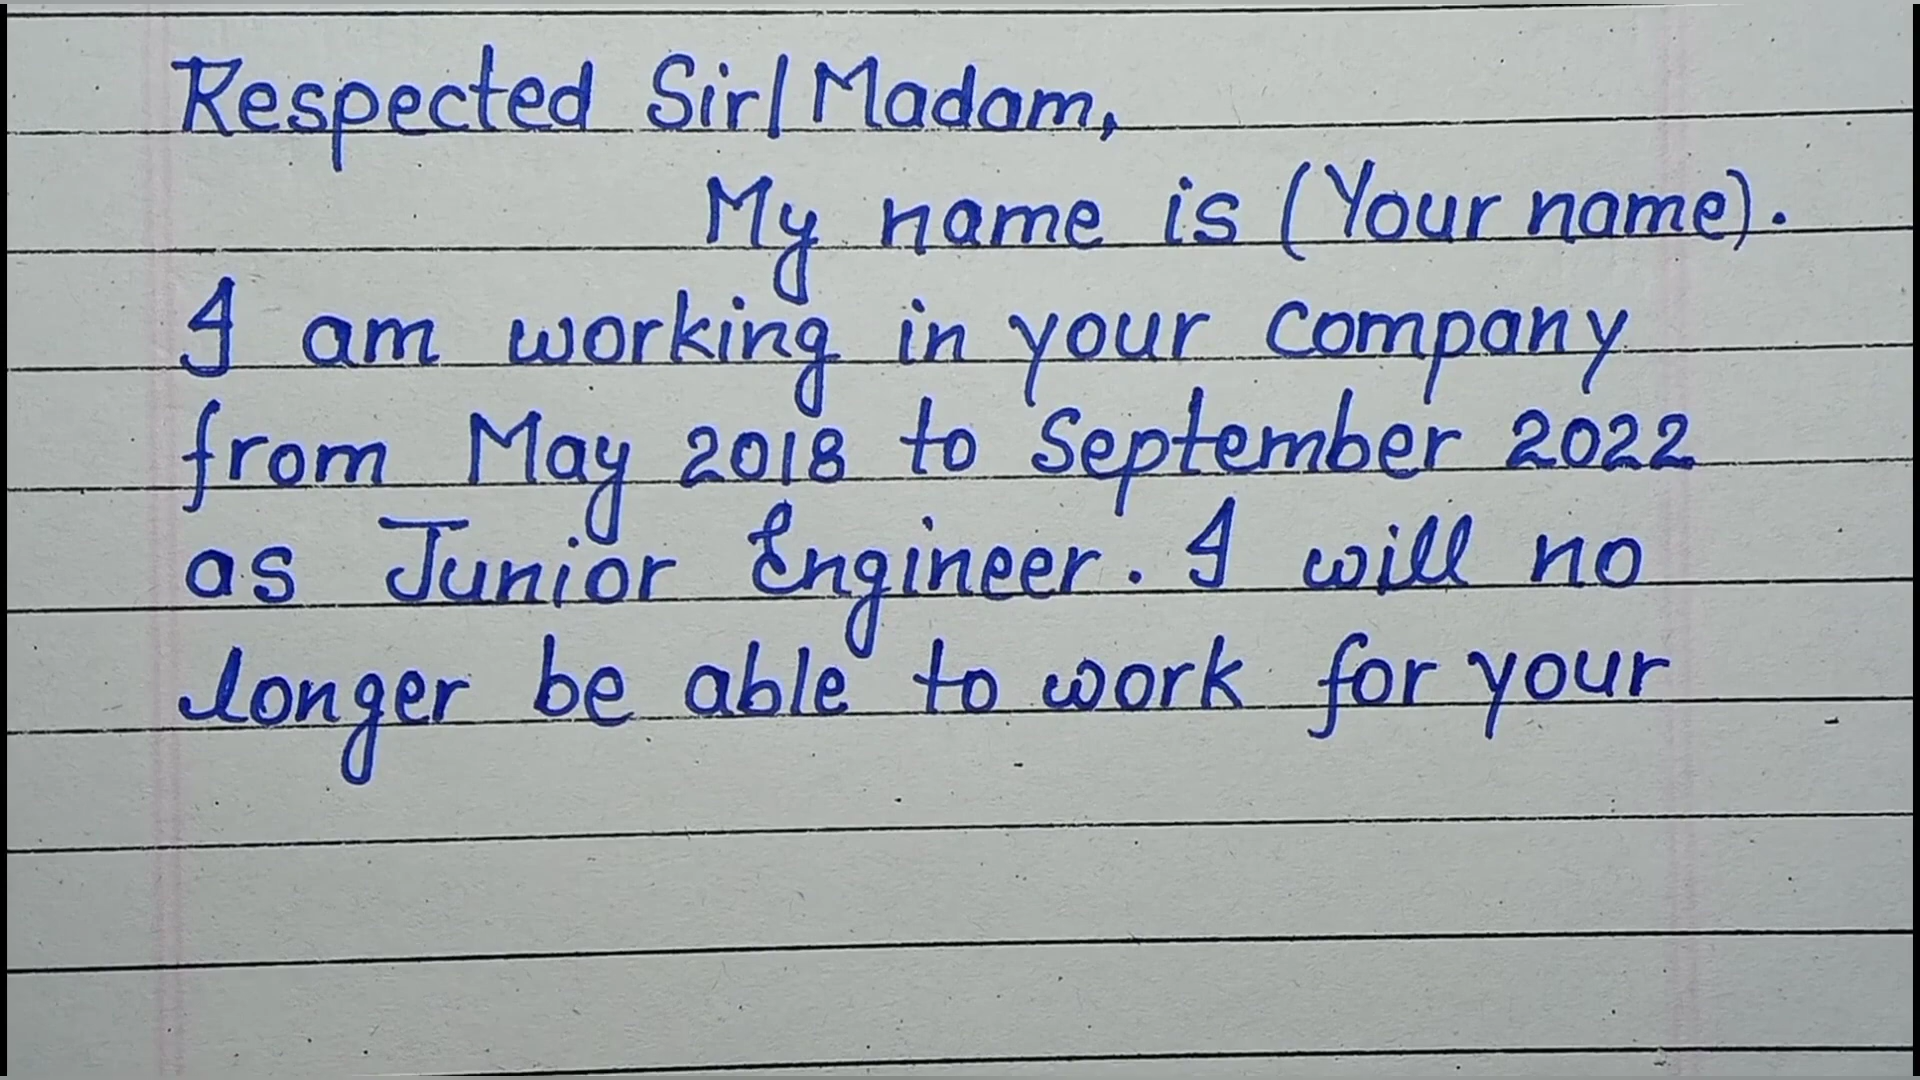 Respected Sir/Madam,
My name is (Your name).
I am working in your company
from May 2018 to September 2022
as Junior Engineer. I will no
longer be able to work for your